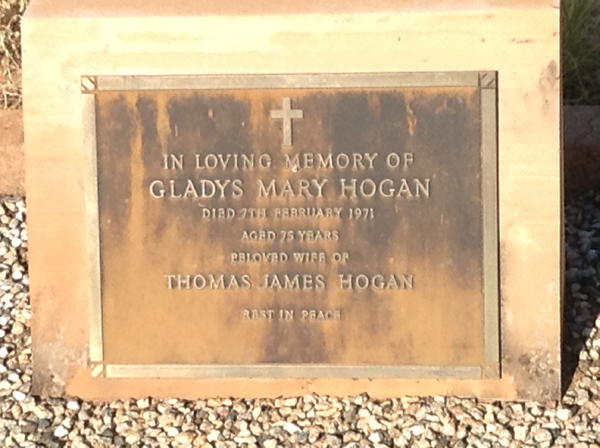 IN LOVING MEMORY OF
GLADYS MARY HOGAN
DIED 7TH FEBRUARY 1971
AGED 75 YEARS
BELOVED WIFE OF
THOMAS JAMES HOGAN
REST IN PEACE